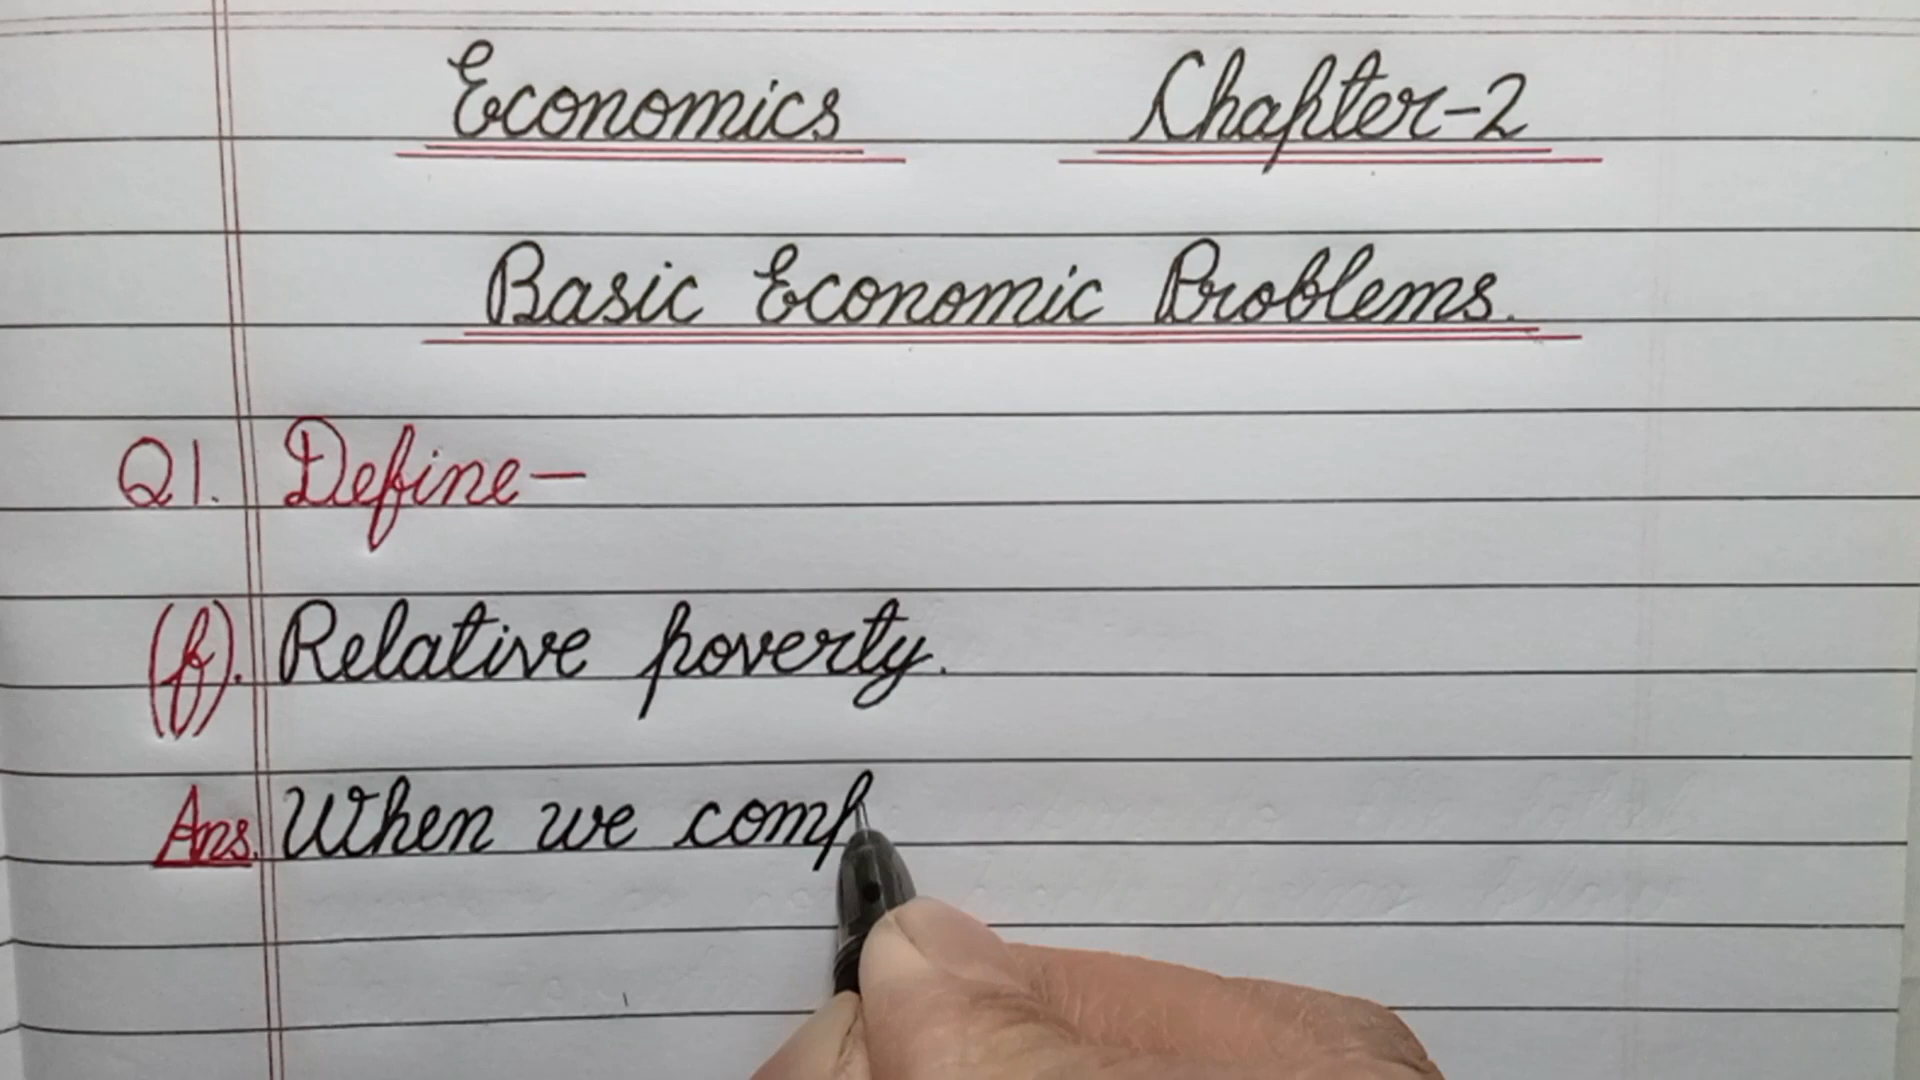 Economics Chapter-2
Basic Economic Problems.
Q1. Define-
(f). Relative poverty.
Ans. When we comp